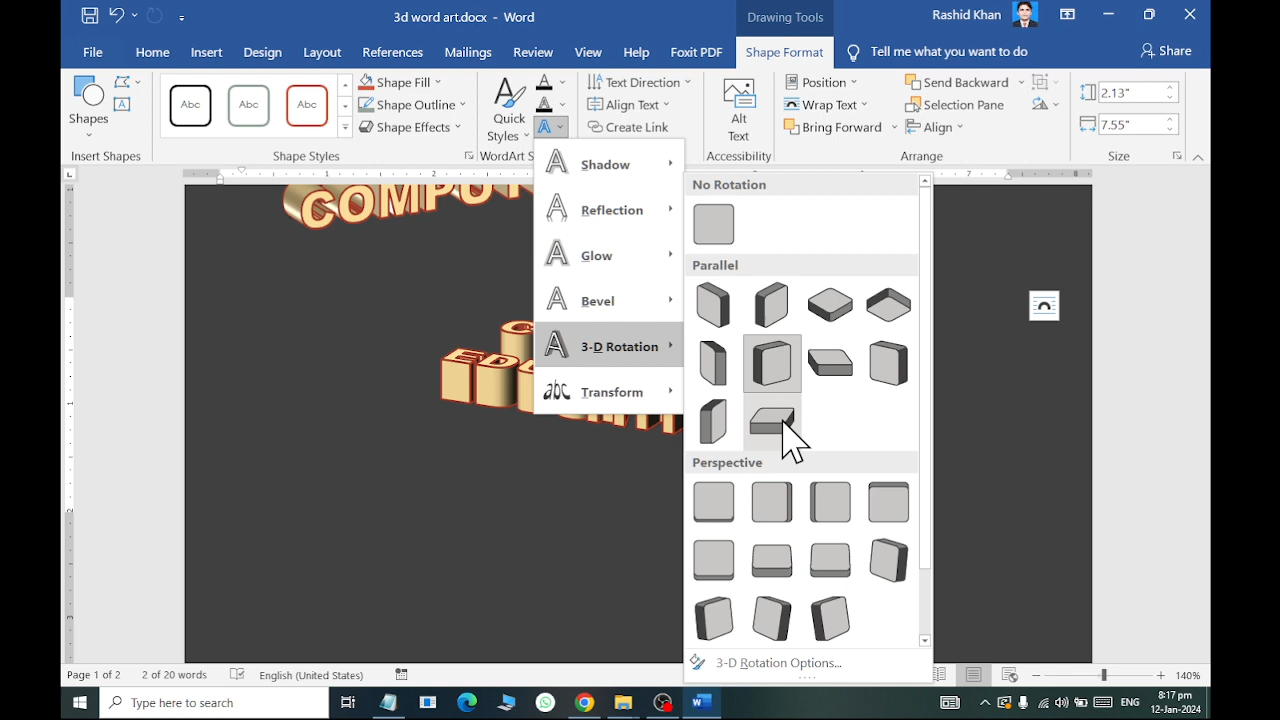 3d word art.docx - Word
Drawing Tools
Rashid Khan
File
Home
Insert
Design
Layout
References
Mailings
Review
View
Help
Foxit PDF
Shape Format
Tell me what you want to do
Share
Shapes
Abc
Abc
Abc
Shape Fill
Shape Outline
Shape Effects
Quick
Styles
Text Direction
Align Text
Create Link
Alt
Text
Position
Wrap Text
Bring Forward
Send Backward
Selection Pane
Align
2.13"
7.55"
Insert Shapes
Shape Styles
WordArt S
Accessibility
Arrange
Size
Shadow
Reflection
Glow
Bevel
3-D Rotation
Transform
No Rotation
Parallel
Perspective
3-D Rotation Options...
Page 1 of 2
2 of 20 words
English (United States)
140%
Type here to search
ENG
8:17 pm
12-Jan-2024